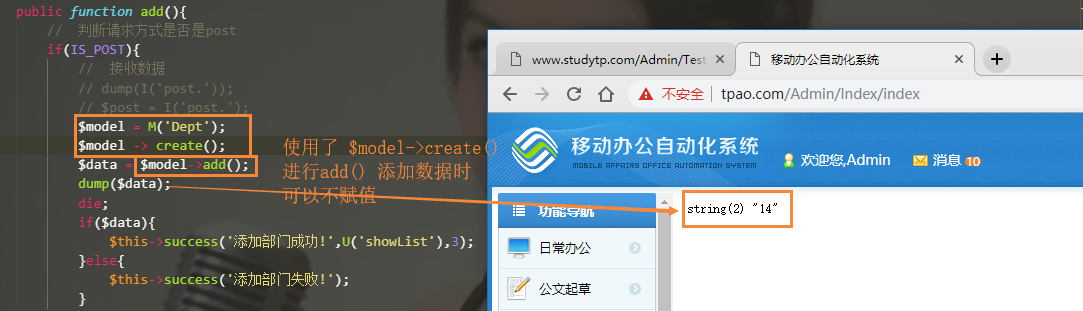 public function add(){
// 判断请求方式是否是post
if(IS_POST){
// 接收数据
// dump(I('post.'));
// $post = I('post.');
$model = M('Dept');
$model -> create();
$data = $model->add();
dump($data);
die;
if($data){
$this->success('添加部门成功!',U('showList'),3);
}else{
$this->success('添加部门失败!');
}
使用了 $model->create()
进行add() 添加数据时
可以不赋值
www.studytp.com/Admin/Test
移动办公自动化系统
不安全 tpao.com/Admin/Index/index
移动办公自动化系统
MOBILE AFFAIRS OFFICE AUTOMATION SYSTEM
欢迎您,Admin 消息 10
功能导航
日常办公
公文起草
string(2) "14"